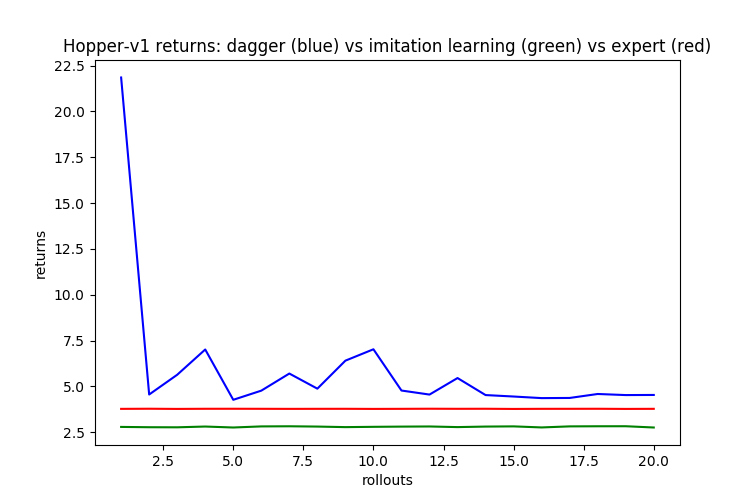 Hopper-v1 returns: dagger (blue) vs imitation learning (green) vs expert (red)
22.5
20.0
17.5
15.0
12.5
10.0
7.5
5.0
2.5
returns
2.5 5.0 7.5 10.0 12.5 15.0 17.5 20.0
rollouts